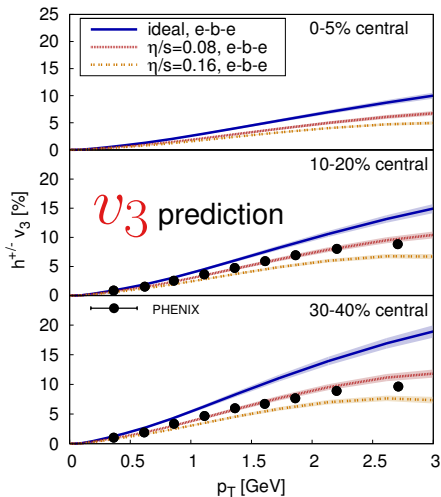 ideal, e-b-e
η/s=0.08, e-b-e
η/s=0.16, e-b-e
0-5% central
25
20
15
10
5
0
10-20% central
v3 prediction
20
15
10
5
0
h+/- v3 [%]
PHENIX
30-40% central
20
15
10
5
0
0 0.5 1 1.5 2 2.5 3
pT [GeV]